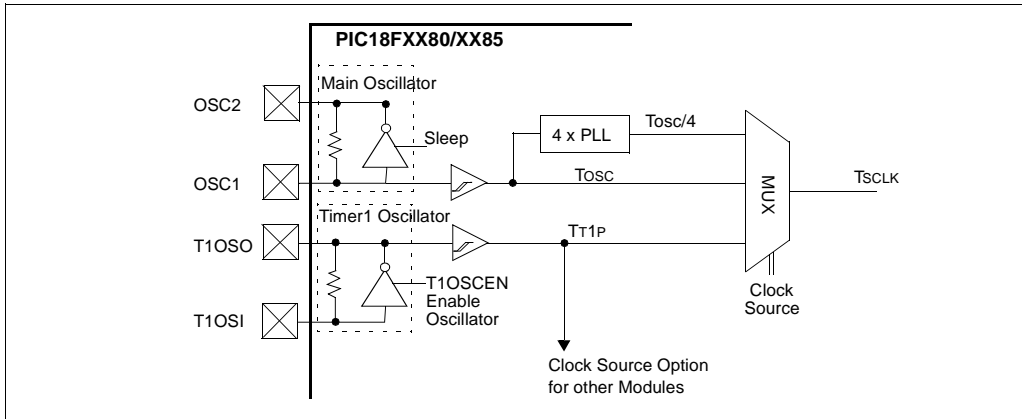 PIC18FXX80/XX85
Main Oscillator
OSC2
Sleep
OSC1
4 x PLL
TOSC/4
TOSC
MUX
TSCLK
Timer1 Oscillator
T1OSO
TT1P
T1OSCEN
Enable
Oscillator
T1OSI
Clock
Source
Clock Source Option
for other Modules